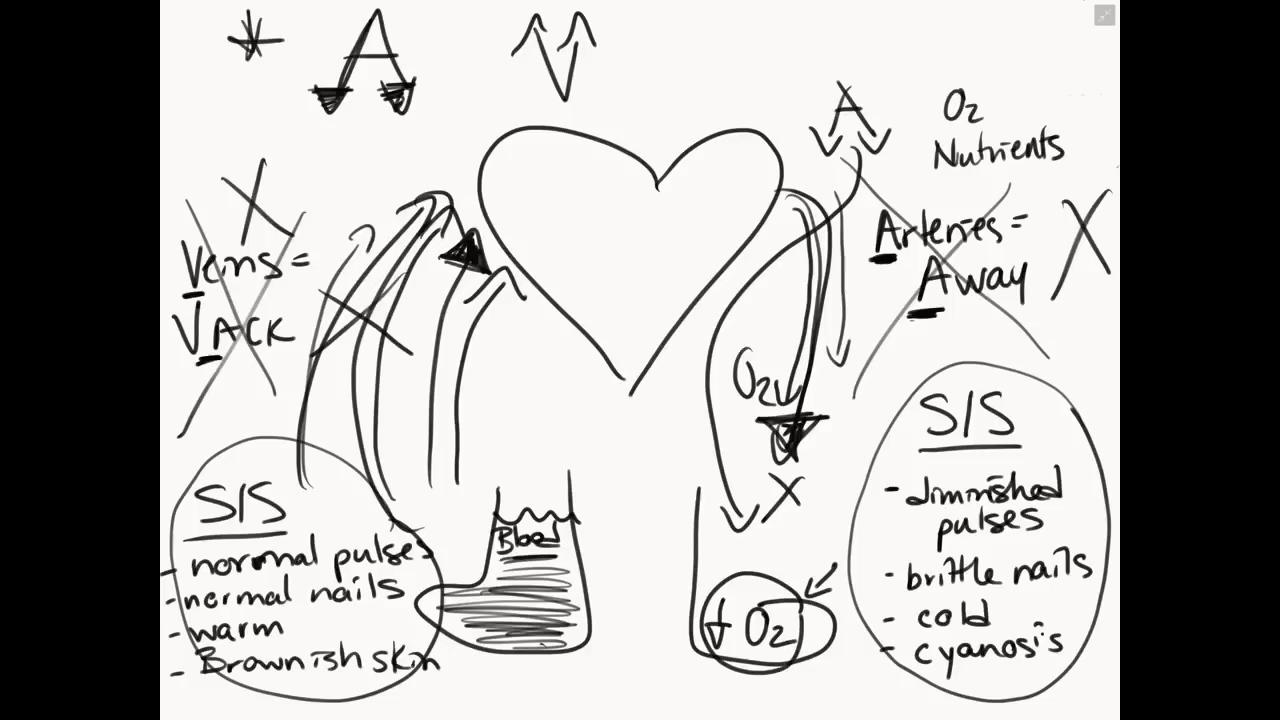 A
V
A
O2
Nutrients
Veins =
VACK
Arteries =
Away
O2
S/S
- normal pulses
- normal nails
- warm
- Brownish skin
Blood
↓ O2
S/S
- diminished
pulses
- brittle nails
- cold
- cyanosis